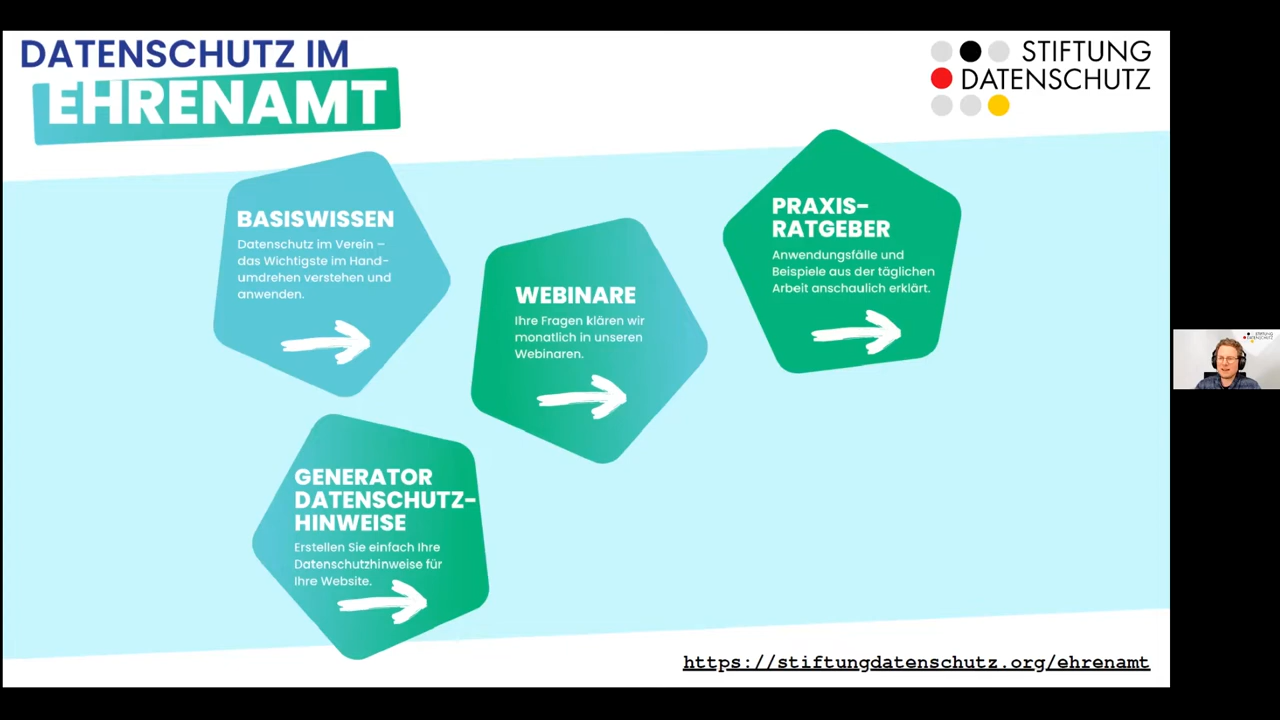 DATENSCHUTZ IM
EHRENAMT
STIFTUNG
DATENSCHUTZ
BASISWISSEN
Datenschutz im Verein –
das Wichtigste im Hand-
umdrehen verstehen und
anwenden.
WEBINARE
Ihre Fragen klären wir
monatlich in unseren
Webinaren.
PRAXIS-
RATGEBER
Anwendungsfälle und
Beispiele aus der täglichen
Arbeit anschaulich erklärt.
GENERATOR
DATENSCHUTZ-
HINWEISE
Erstellen Sie einfach Ihre
Datenschutzhinweise für
Ihre Website.
https://stiftungdatenschutz.org/ehrenamt